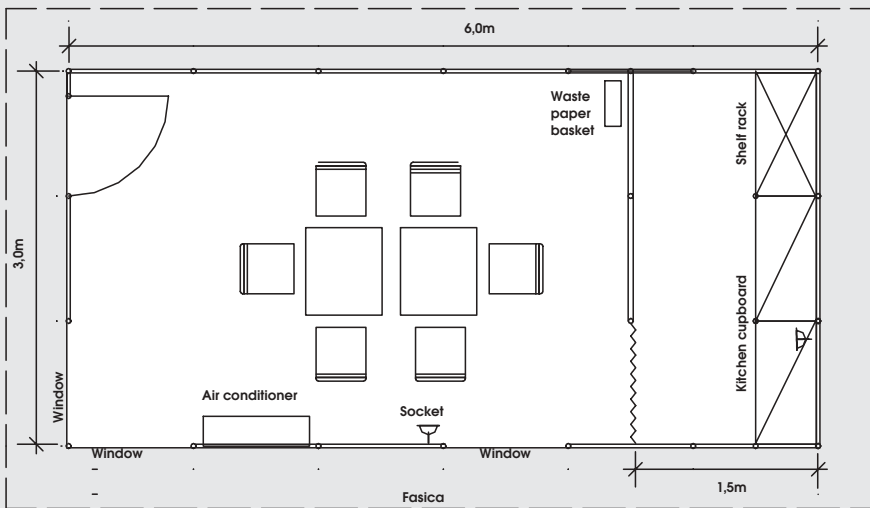 6,0m
Waste
paper
basket
Shelf rack
3,0m
Kitchen cupboard
Window
Air conditioner
Socket
Window
Window
1,5m
Fasica